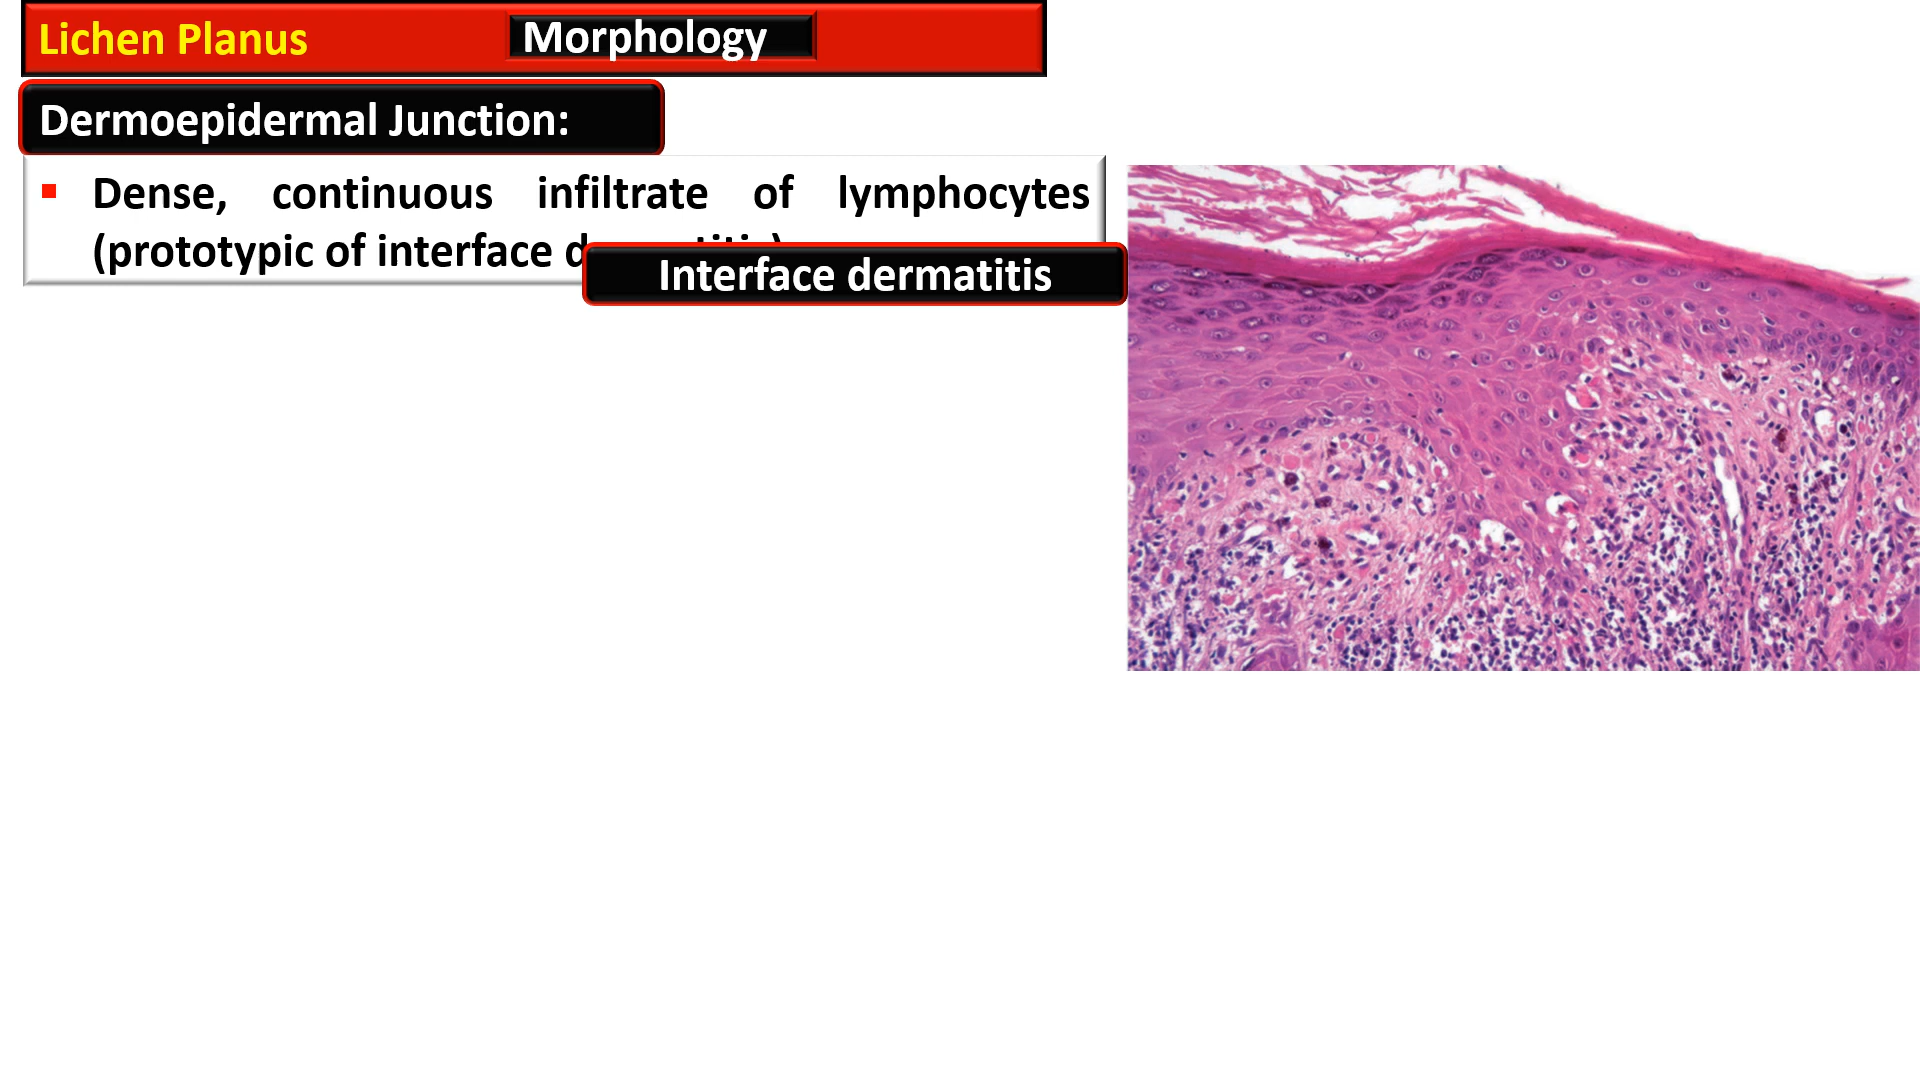 Lichen Planus
Morphology
Dermoepidermal Junction:
Dense, continuous infiltrate of lymphocytes
(prototypic of interface
Interface dermatitis